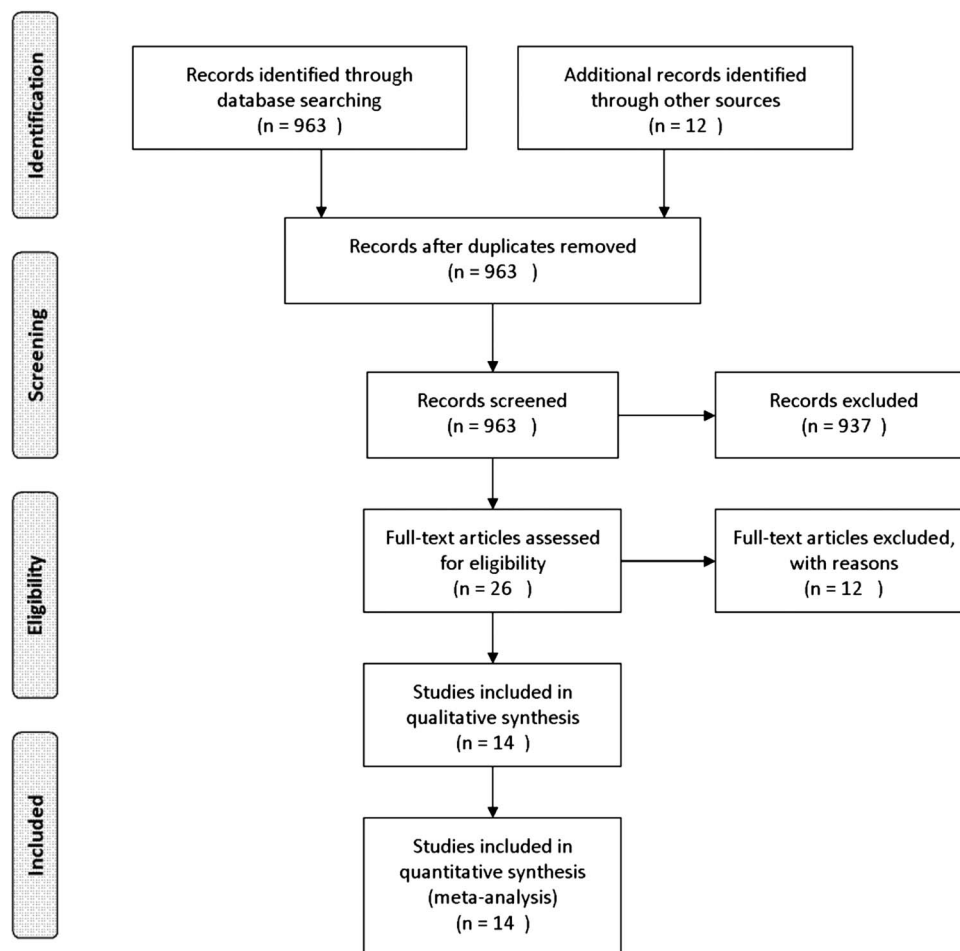 Identification
Records identified through
database searching
(n = 963 )
Additional records identified
through other sources
(n = 12 )
Records after duplicates removed
(n = 963 )
Screening
Records screened
(n = 963 )
Records excluded
(n = 937 )
Eligibility
Full-text articles assessed
for eligibility
(n = 26 )
Full-text articles excluded,
with reasons
(n = 12 )
Studies included in
qualitative synthesis
(n = 14 )
Included
Studies included in
quantitative synthesis
(meta-analysis)
(n = 14 )